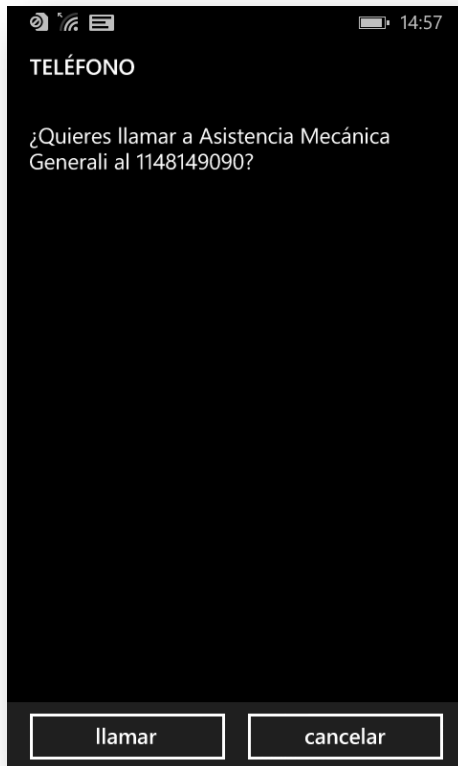 14:57
TELÉFONO
¿Quieres llamar a Asistencia Mecánica
Generali al 1148149090?
llamar cancelar